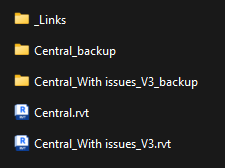 _Links
Central_backup
Central_With issues_V3_backup
Central.rvt
Central_With issues_V3.rvt